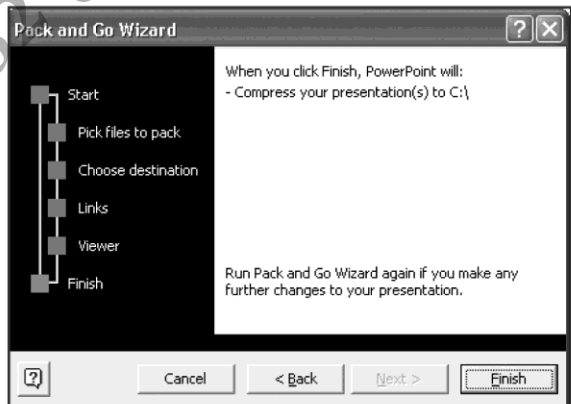 Pack and Go Wizard
Start
Pick files to pack
Choose destination
Links
Viewer
Finish
When you click Finish, PowerPoint will:
- Compress your presentation(s) to C:\
Run Pack and Go Wizard again if you make any
further changes to your presentation.
Cancel
< Back
Next >
Finish